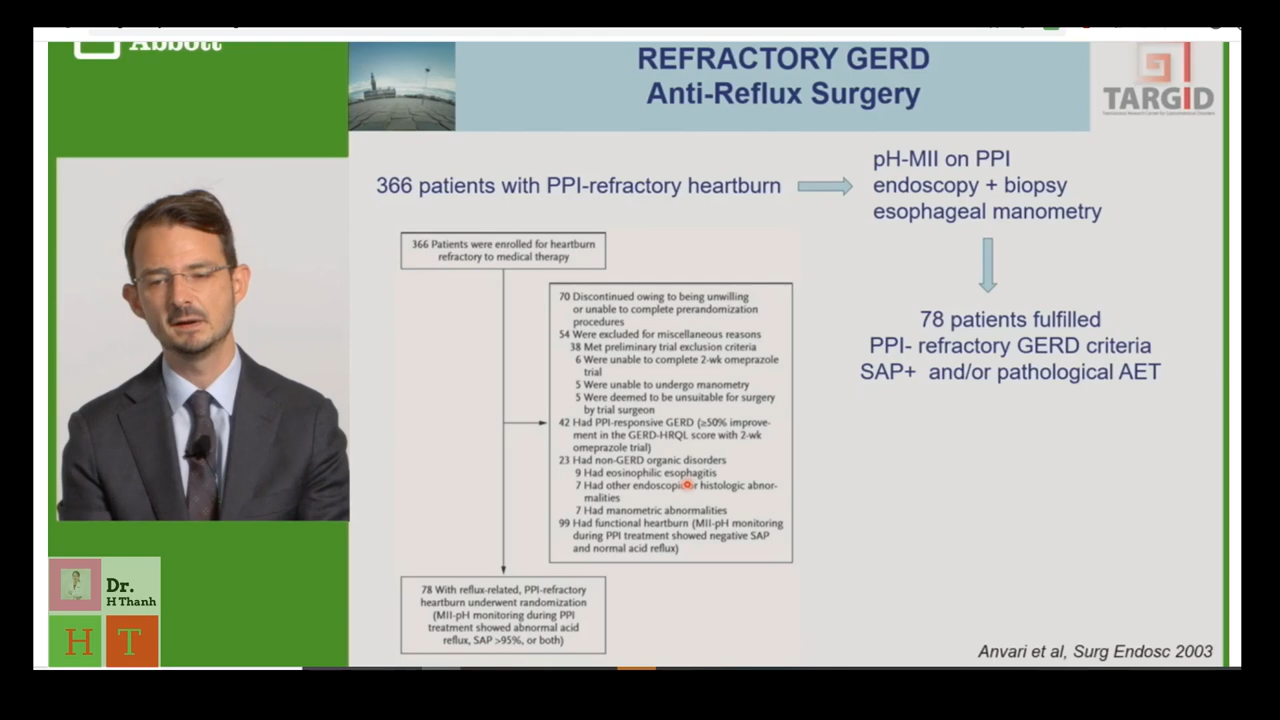 Abbott
REFRACTORY GERD
Anti-Reflux Surgery
TARGID
366 patients with PPI-refractory heartburn
pH-MII on PPI
endoscopy + biopsy
esophageal manometry
78 patients fulfilled
PPI- refractory GERD criteria
SAP+ and/or pathological AET
366 Patients were enrolled for heartburn
refractory to medical therapy
70 Discontinued owing to being unwilling
or unable to complete prerandomization
procedures
54 Were excluded for miscellaneous reasons
38 Met preliminary trial exclusion criteria
6 Were unable to complete 2-wk omeprazole
trial
5 Were unable to undergo manometry
5 Were deemed to be unsuitable for surgery
by trial surgeon
42 Had PPI-responsive GERD (≥50% improve-
ment in the GERD-HRQL score with 2-wk
omeprazole trial)
23 Had non-GERD organic disorders
9 Had eosinophilic esophagitis
7 Had other endoscopic or histologic abnor-
malities
7 Had manometric abnormalities
99 Had functional heartburn (MII-pH monitoring
during PPI treatment showed negative SAP
and normal acid reflux)
78 With reflux-related, PPI-refractory
heartburn underwent randomization
(MII-pH monitoring during PPI
treatment showed abnormal acid
reflux, SAP >95%, or both)
Anvari et al, Surg Endosc 2003
Dr.
H Thanh
H T